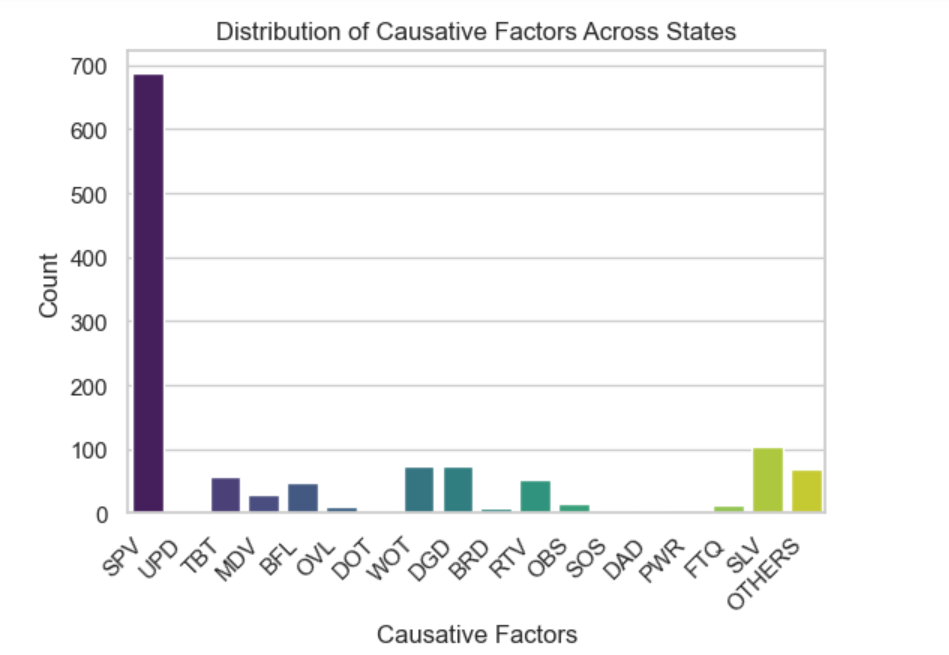 Distribution of Causative Factors Across States
700
600
500
400
300
200
100
0
Count
SPV
UPD
TBT
MDV
BFL
OVL
DOT
WOT
DGD
BRD
RTV
OBS
SOS
DAD
PWR
FTQ
SLV
OTHERS
Causative Factors